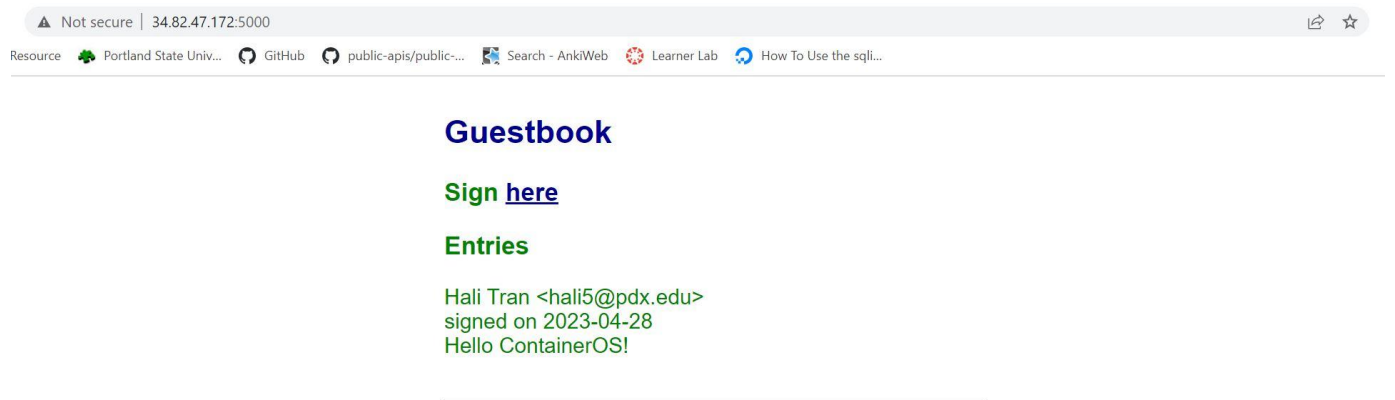 Not secure | 34.82.47.172:5000
Resource Portland State Univ... GitHub public-apis/public-... Search - AnkiWeb Learner Lab How To Use the sqli...
Guestbook
Sign here
Entries
Hali Tran <hali5@pdx.edu>
signed on 2023-04-28
Hello ContainerOS!